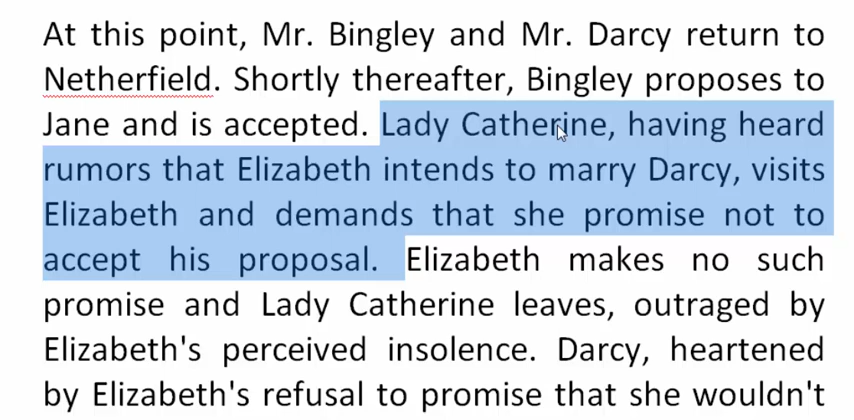 At this point, Mr. Bingley and Mr. Darcy return to
Netherfield. Shortly thereafter, Bingley proposes to
Jane and is accepted. Lady Catherine, having heard
rumors that Elizabeth intends to marry Darcy, visits
Elizabeth and demands that she promise not to
accept his proposal. Elizabeth makes no such
promise and Lady Catherine leaves, outraged by
Elizabeth's perceived insolence. Darcy, heartened
by Elizabeth's refusal to promise that she wouldn't